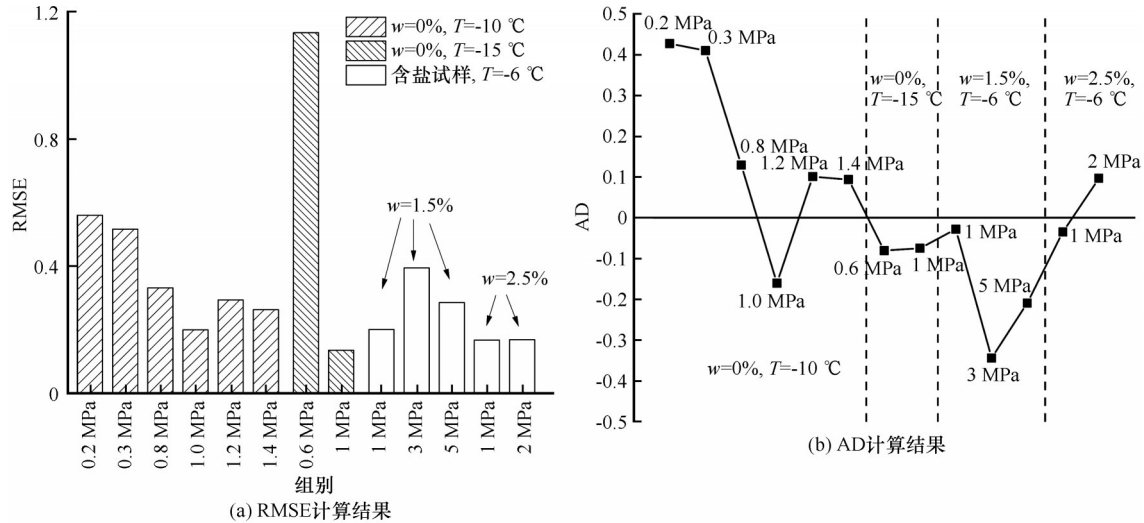 1.2
0.8
0.4
0
RMSE
w=0%, T=-10 ℃
w=0%, T=-15 ℃
含盐试样, T=-6 ℃
w=1.5%
w=2.5%
0.2 MPa
0.3 MPa
0.8 MPa
1.0 MPa
1.2 MPa
1.4 MPa
0.6 MPa
1 MPa
1 MPa
3 MPa
5 MPa
1 MPa
2 MPa
组别
(a) RMSE计算结果
0.5
0.4
0.3
0.2
0.1
0
-0.1
-0.2
-0.3
-0.4
-0.5
AD
0.2 MPa
0.3 MPa
0.8 MPa
1.0 MPa
1.2 MPa
1.4 MPa
0.6 MPa
1 MPa
1 MPa
3 MPa
5 MPa
1 MPa
2 MPa
w=0%,
T=-15 ℃
w=1.5%,
T=-6 ℃
w=2.5%,
T=-6 ℃
w=0%, T=-10 ℃
(b) AD计算结果